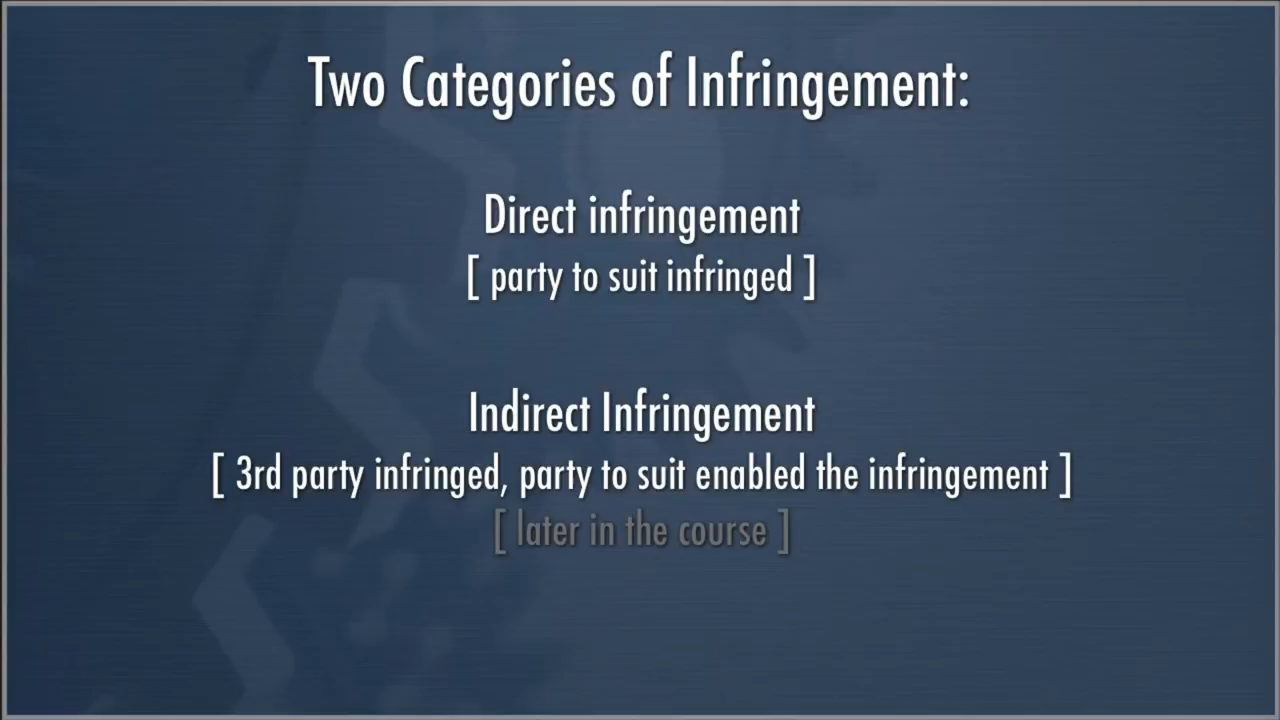 Two Categories of Infringement:
Direct infringement
[ party to suit infringed ]
Indirect Infringement
[ 3rd party infringed, party to suit enabled the infringement ]
[ later in the course ]